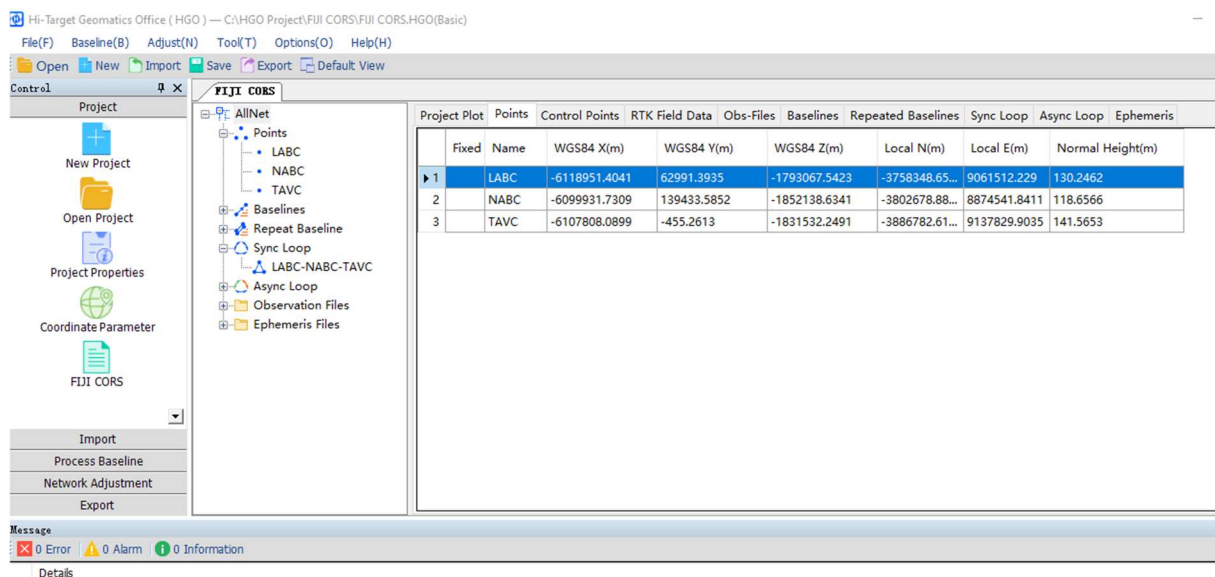 Hi-Target Geomatics Office ( HGO ) — C:\HGO Project\FIJI CORS\FIJI CORS.HGO(Basic)
File(F) Baseline(B) Adjust(N) Tool(T) Options(O) Help(H)
Open New Import Save Export Default View
Control
Project
New Project
Open Project
Project Properties
Coordinate Parameter
FIJI CORS
Import
Process Baseline
Network Adjustment
Export
FIJI CORS
AllNet
Points
LABC
NABC
TAVC
Baselines
Repeat Baseline
Sync Loop
LABC-NABC-TAVC
Async Loop
Observation Files
Ephemeris Files
Project Plot Points Control Points RTK Field Data Obs-Files Baselines Repeated Baselines Sync Loop Async Loop Ephemeris
Fixed Name WGS84 X(m) WGS84 Y(m) WGS84 Z(m) Local N(m) Local E(m) Normal Height(m)
1 LABC -6118951.4041 62991.3935 -1793067.5423 -3758348.65... 9061512.229 130.2462
2 NABC -6099931.7309 139433.5852 -1852138.6341 -3802678.88... 8874541.8411 118.6566
3 TAVC -6107808.0899 -455.2613 -1831532.2491 -3886782.61... 9137829.9035 141.5653
Message
0 Error 0 Alarm 0 Information
Details